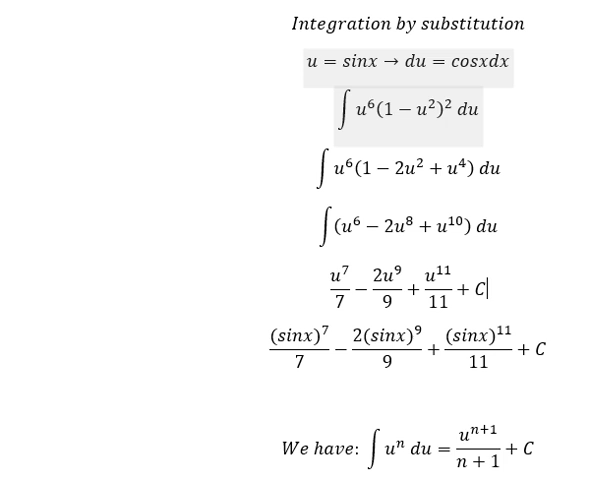 Integration by substitution
u = sinx → du = cosxdx
∫ u⁶(1 − u²)² du
∫ u⁶(1 − 2u² + u⁴) du
∫ (u⁶ − 2u⁸ + u¹⁰) du
u⁷/7 − 2u⁹/9 + u¹¹/11 + C
(sinx)⁷/7 − 2(sinx)⁹/9 + (sinx)¹¹/11 + C
We have: ∫ uⁿ du = uⁿ⁺¹/n + 1 + C